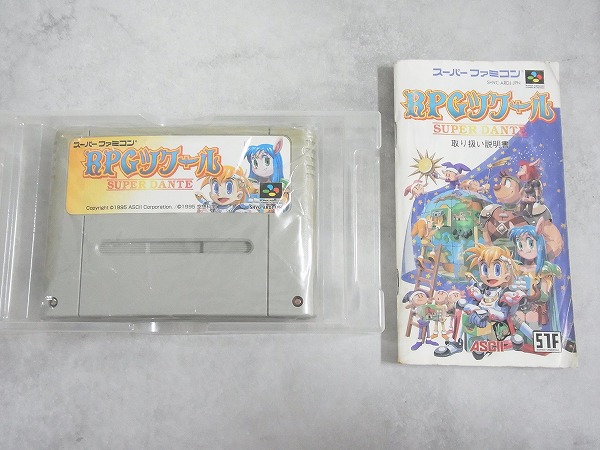 スーパーファミコン
RPGツクール
SUPER DANTE
Copyright ©1995 ASCII Corporation
©1995
スーパーファミコン
RPGツクール
SUPER DANTE
取り扱い説明書
ASCII
STF